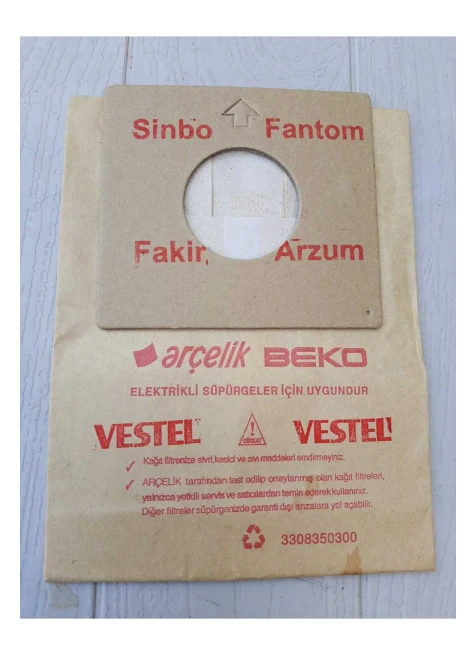 Sinbo Fantom
Fakir Arzum
arçelik BEKO
ELEKTRİKLİ SÜPÜRGELER İÇİN UYGUNDUR
VESTEL DİKKAT VESTEL
✓ Kağıt filtrenize sivri, kesici ve sıvı maddeleri emdirmeyiniz.
✓ ARÇELİK tarafından test edilip onaylanmış olan kağıt filtreleri,
yalnızca yetkili servis ve satıcılardan temin ederek kullanınız.
Diğer filtreler süpürgenizde garanti dışı arızalara yol açabilir.
3308350300